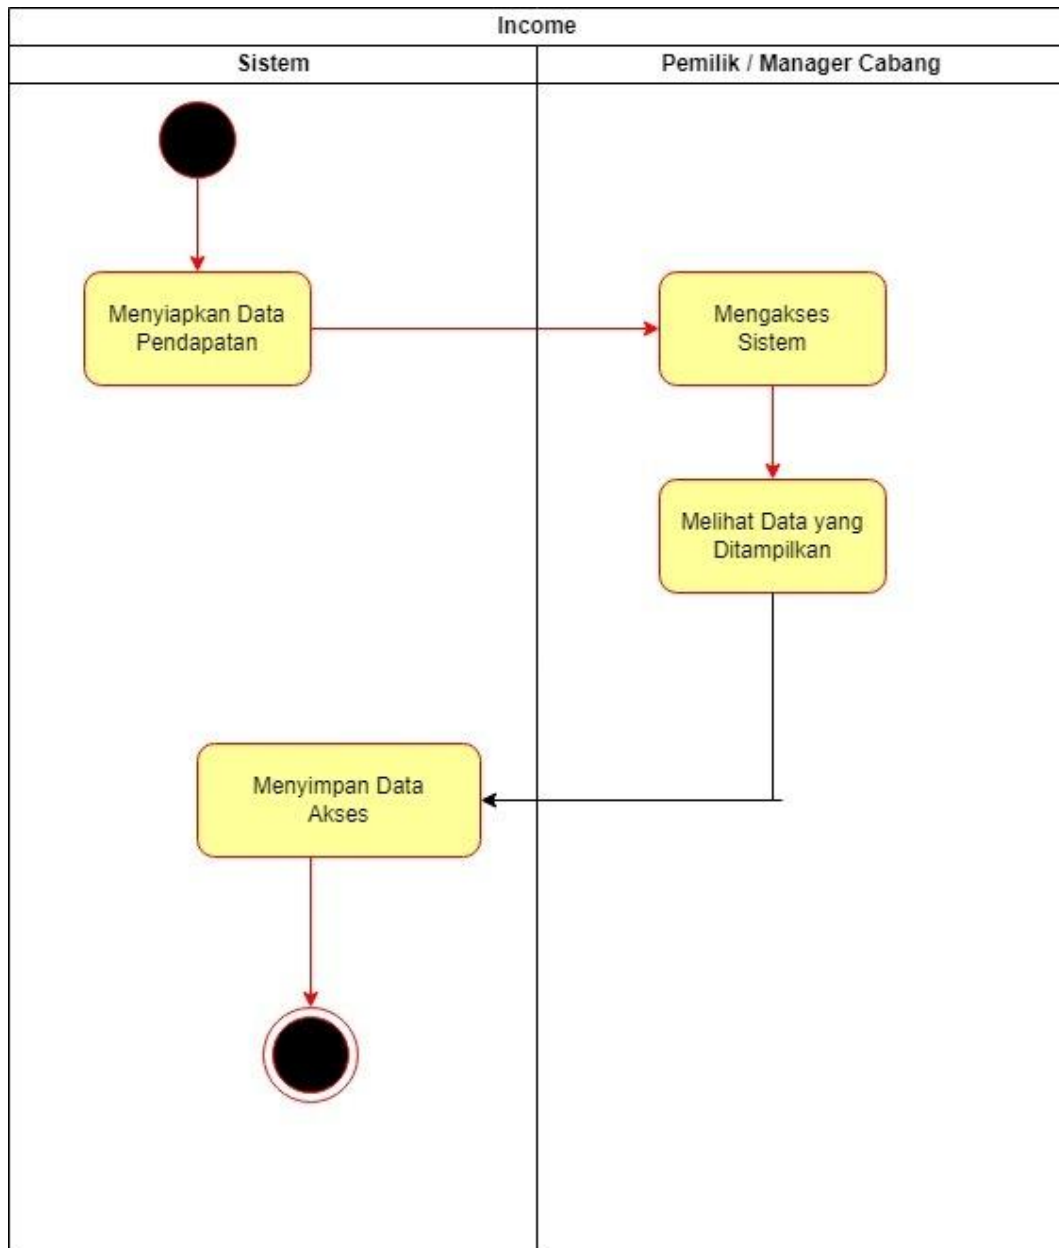 Income
Sistem
Pemilik / Manager Cabang
Menyiapkan Data
Pendapatan
Mengakses
Sistem
Melihat Data yang
Ditampilkan
Menyimpan Data
Akses